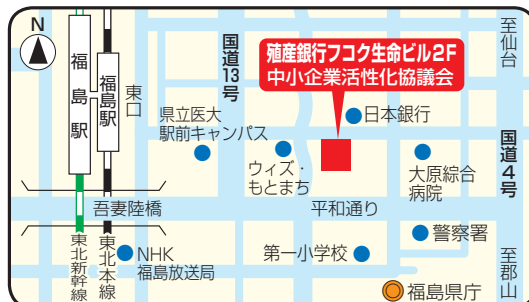 N
福島駅
福島駅
東口
国道13号
県立医大
駅前キャンパス
殖産銀行フコク生命ビル2F
中小企業活性化協議会
至仙台
日本銀行
ウィズ・
もとまち
国道4号
大原綜合
病院
吾妻陸橋
平和通り
東北新幹線
東北本線
NHK
福島放送局
第一小学校
警察署
福島県庁
至郡山